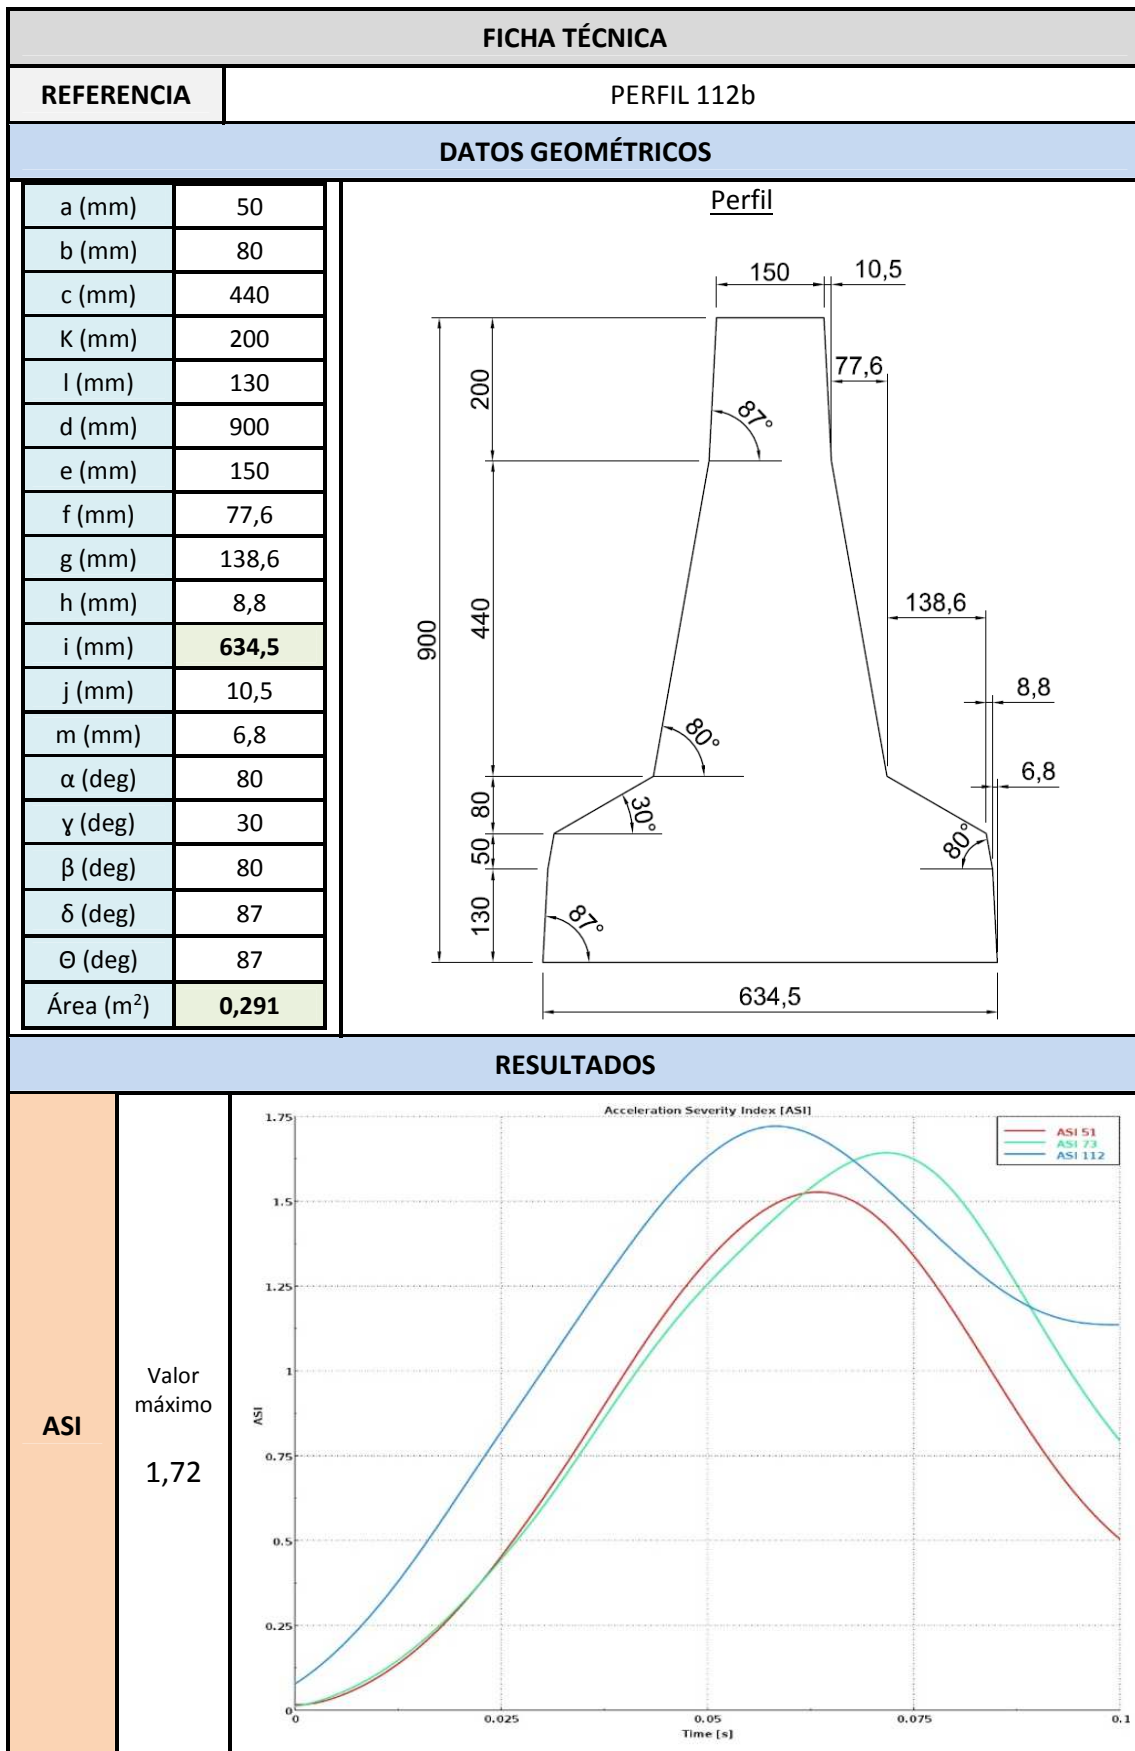 FICHA TÉCNICA
REFERENCIA PERFIL 112b
DATOS GEOMÉTRICOS
a (mm) 50
b (mm) 80
c (mm) 440
K (mm) 200
l (mm) 130
d (mm) 900
e (mm) 150
f (mm) 77,6
g (mm) 138,6
h (mm) 8,8
i (mm) 634,5
j (mm) 10,5
m (mm) 6,8
α (deg) 80
γ (deg) 30
β (deg) 80
δ (deg) 87
Θ (deg) 87
Área (m²) 0,291
Perfil
150 10,5
77,6
200
87°
900
440
138,6
8,8
80°
6,8
80
30°
50
80°
130
87°
634,5
RESULTADOS
ASI
Valor
máximo
1,72
Acceleration Severity Index [ASI]
ASI 51
ASI 73
ASI 112
1.75
1.5
1.25
1
0.75
0.5
0.25
0
ASI
0 0.025 0.05 0.075 0.1
Time [s]